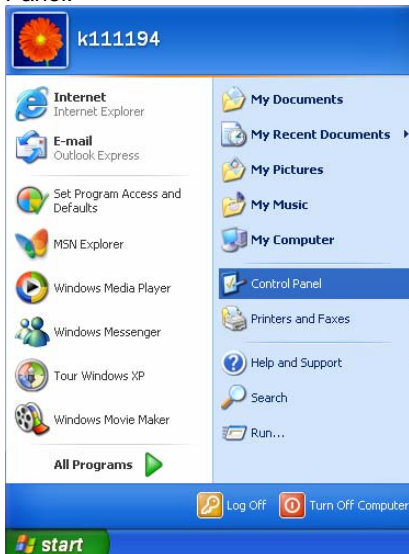 Panel.
k111194
Internet
Internet Explorer
E-mail
Outlook Express
Set Program Access and
Defaults
MSN Explorer
Windows Media Player
Windows Messenger
Tour Windows XP
Windows Movie Maker
All Programs
My Documents
My Recent Documents
My Pictures
My Music
My Computer
Control Panel
Printers and Faxes
Help and Support
Search
Run...
Log Off
Turn Off Computer
start